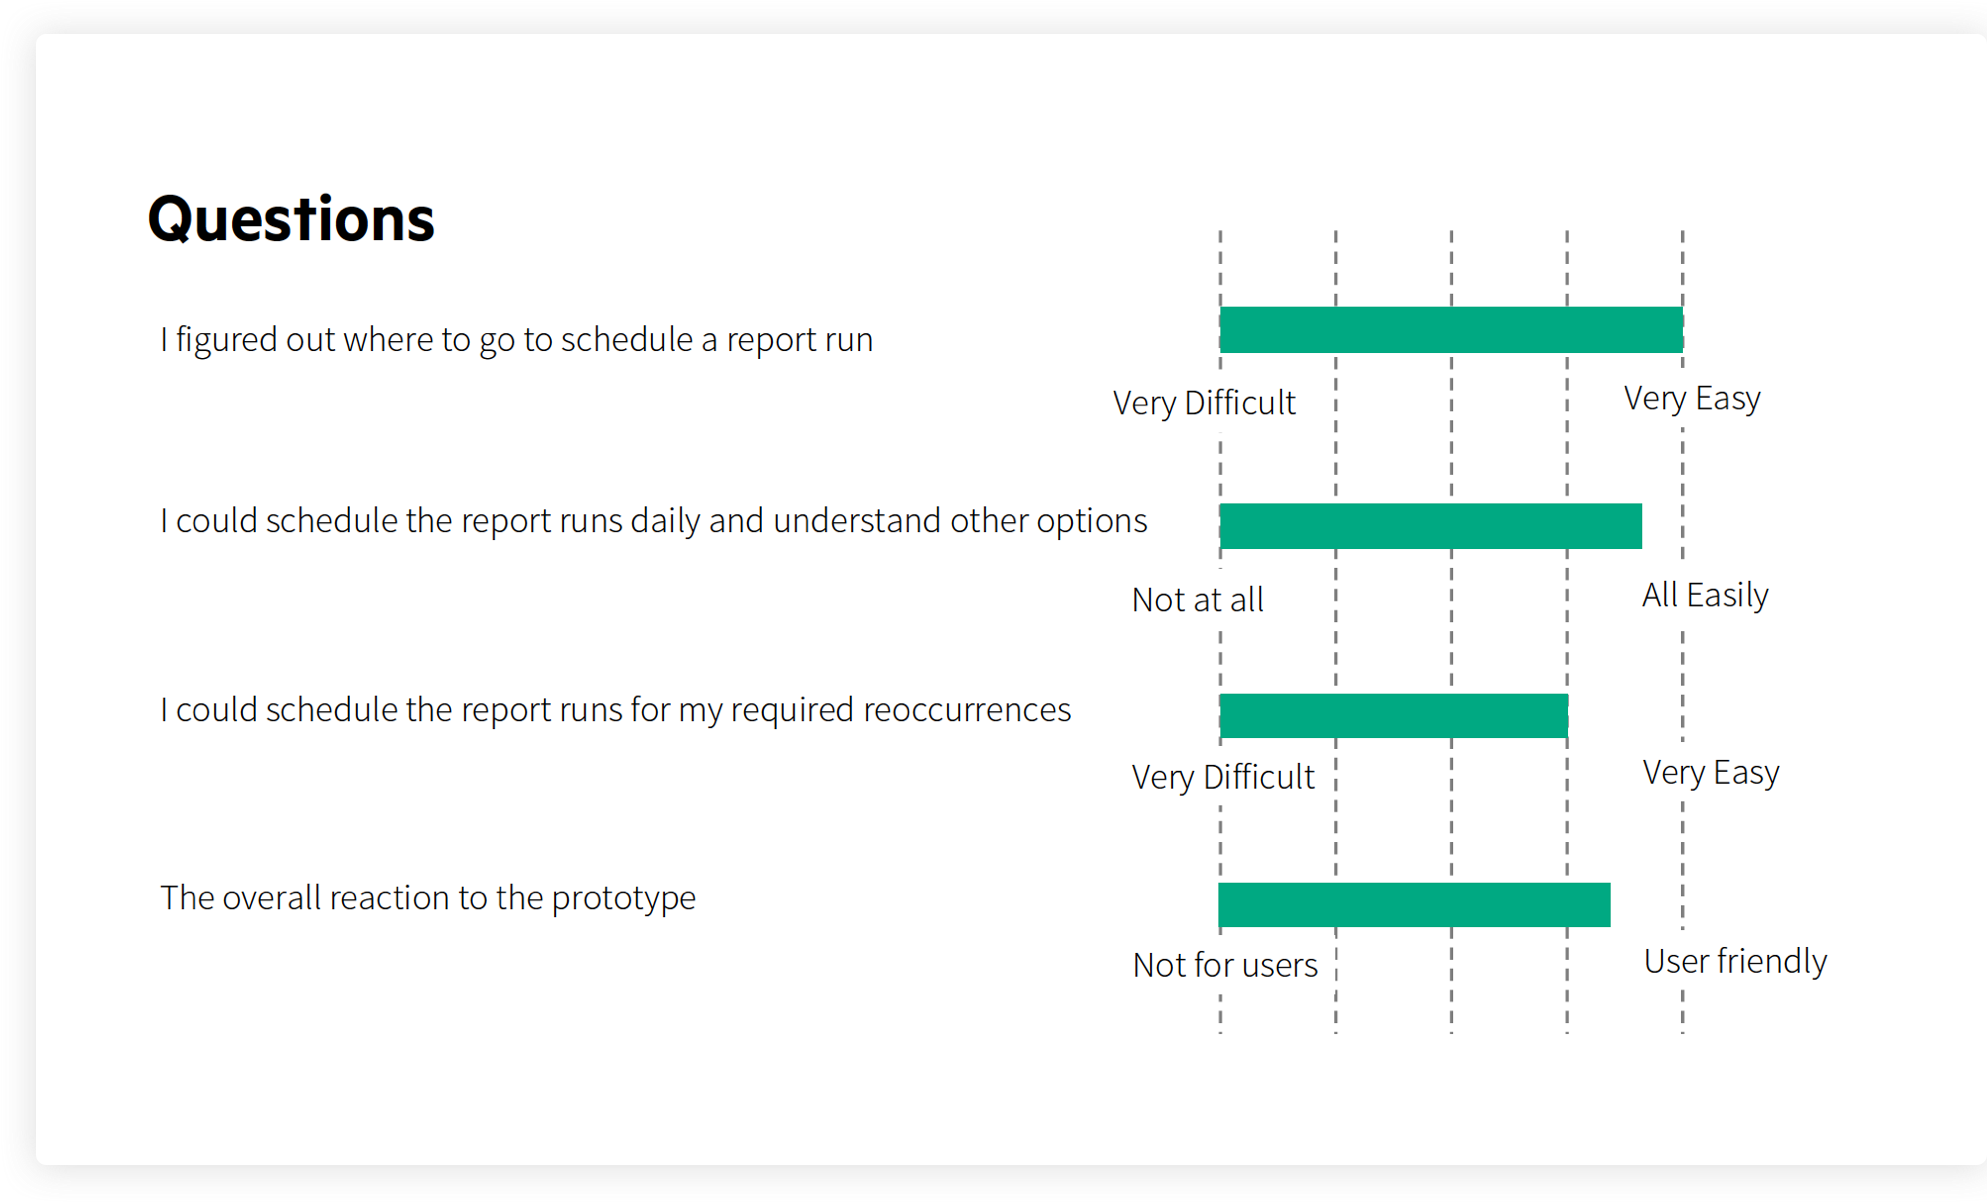 Questions
I figured out where to go to schedule a report run
Very Difficult
Very Easy
I could schedule the report runs daily and understand other options
Not at all
All Easily
I could schedule the report runs for my required reoccurrences
Very Difficult
Very Easy
The overall reaction to the prototype
Not for users
User friendly